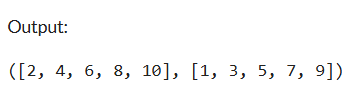 Output:
([2, 4, 6, 8, 10], [1, 3, 5, 7, 9])